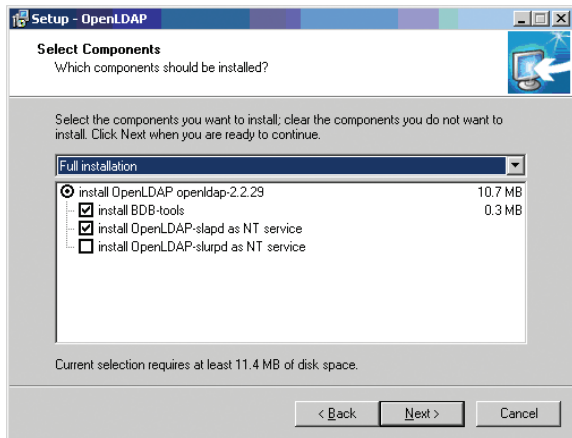 Setup - OpenLDAP
Select Components
Which components should be installed?
Select the components you want to install; clear the components you do not want to
install. Click Next when you are ready to continue.
Full installation
install OpenLDAP openldap-2.2.29 10.7 MB
install BDB-tools 0.3 MB
install OpenLDAP-slapd as NT service
install OpenLDAP-slurpd as NT service
Current selection requires at least 11.4 MB of disk space.
< Back Next > Cancel